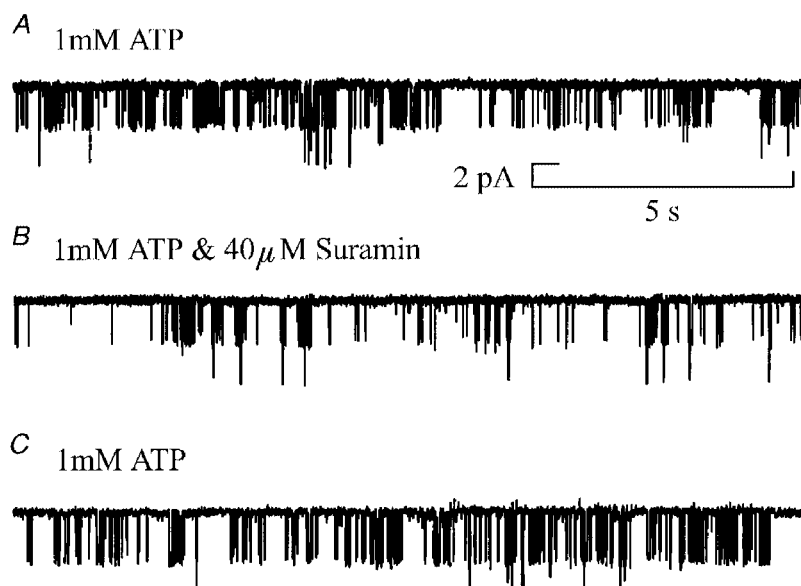 A
1mM ATP
2 pA
5 s
B
1mM ATP & 40μM Suramin
C
1mM ATP